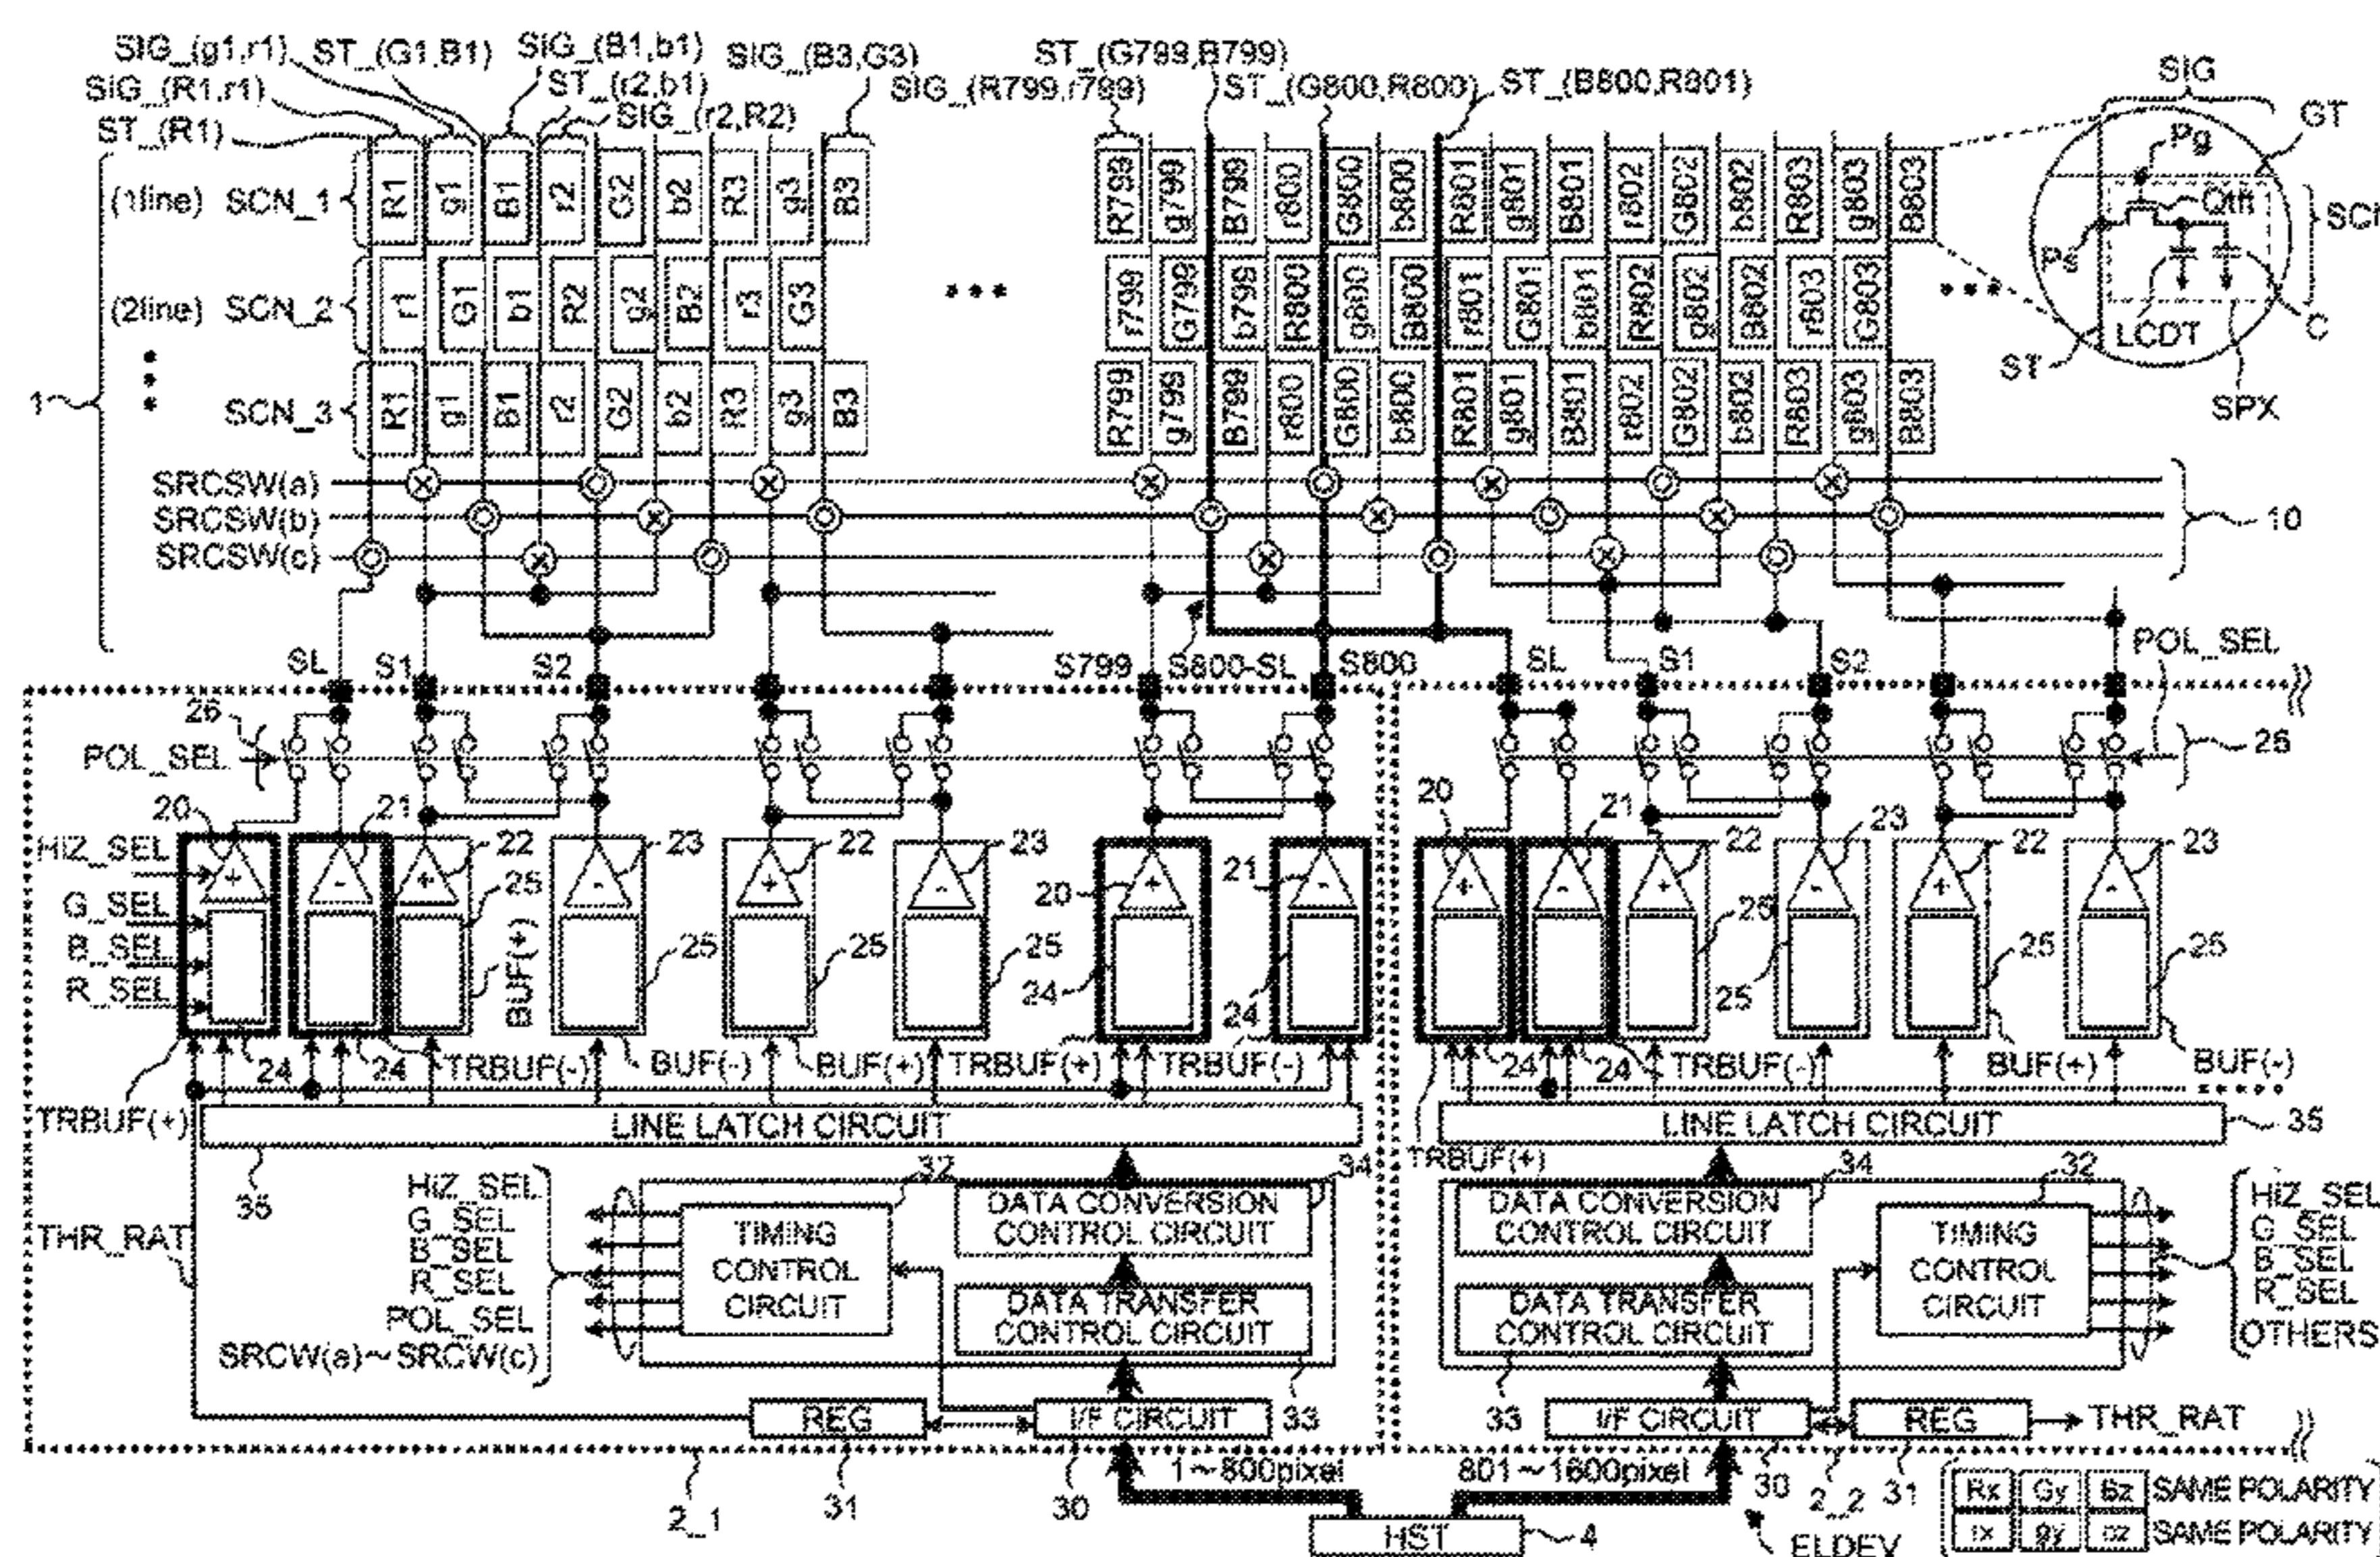 SIG_(g1,r1) ST_(G1,B1) SIG_(B1,b1) SIG_(B3,G3) ST_(G799,B799) SIG
SIG_(R1,r1) ST_(r2,b1) SIG_(R799,r799) ST_(G800,R800) ST_(B800,R801) GT
ST_(R1) SIG_(r2,R2) Pg
(1line) SCN_1 R1 g1 B1 r2 G2 b2 R3 g3 B3 R799 g799 B799 r800 G800 b800 R801 g801 B801 r802 G802 b802 R803 g803 B803 Qtft
Ps
(2line) SCN_2 r1 G1 b1 R2 g2 B2 r3 G3 r799 G799 b799 R800 g800 B800 r801 G801 b801 R802 g802 B802 r803 G803 LCDT C
1 SCN_3 R1 g1 B1 r2 G2 b2 R3 g3 B3 R799 g799 B799 r800 G800 b800 R801 g801 B801 r802 G802 b802 R803 g803 B803 ST SPX
SRCSW(a)
SRCSW(b) 10
SRCSW(c)
SL S1 S2 S799 S800-SL S800 SL S1 S2 POL_SEL
26
POL_SEL 26
20 21 22 23 22 23 20 21 20 21 22 23 22 23
HiZ_SEL + - + - + - + - + - + - + -
G_SEL 25
B_SEL BUF(+) 25 25 25 24 24 25 25 25 25
R_SEL
24 24 TRBUF(-) BUF(-) BUF(+) TRBUF(+) TRBUF(-) 24 24 24 TRBUF(-) BUF(+) BUF(-)
TRBUF(+) LINE LATCH CIRCUIT LINE LATCH CIRCUIT 35
35 TRBUF(+)
HiZ_SEL 32 34 34 32 HiZ_SEL
G_SEL TIMING DATA CONVERSION DATA CONVERSION TIMING G_SEL
THR_RAT B_SEL CONTROL CONTROL CIRCUIT CONTROL CIRCUIT CONTROL B_SEL
R_SEL CIRCUIT DATA TRANSFER DATA TRANSFER CIRCUIT R_SEL
POL_SEL CONTROL CIRCUIT CONTROL CIRCUIT OTHERS
SRCW(a)~SRCW(c)
REG I/F CIRCUIT 33 33 I/F CIRCUIT REG THR_RAT
2_1 31 30 1~800pixel 801~1600pixel 30 2_2 31
HST 4 ELDEV
Rx Gy Bz SAME POLARITY
rx gy bz SAME POLARITY